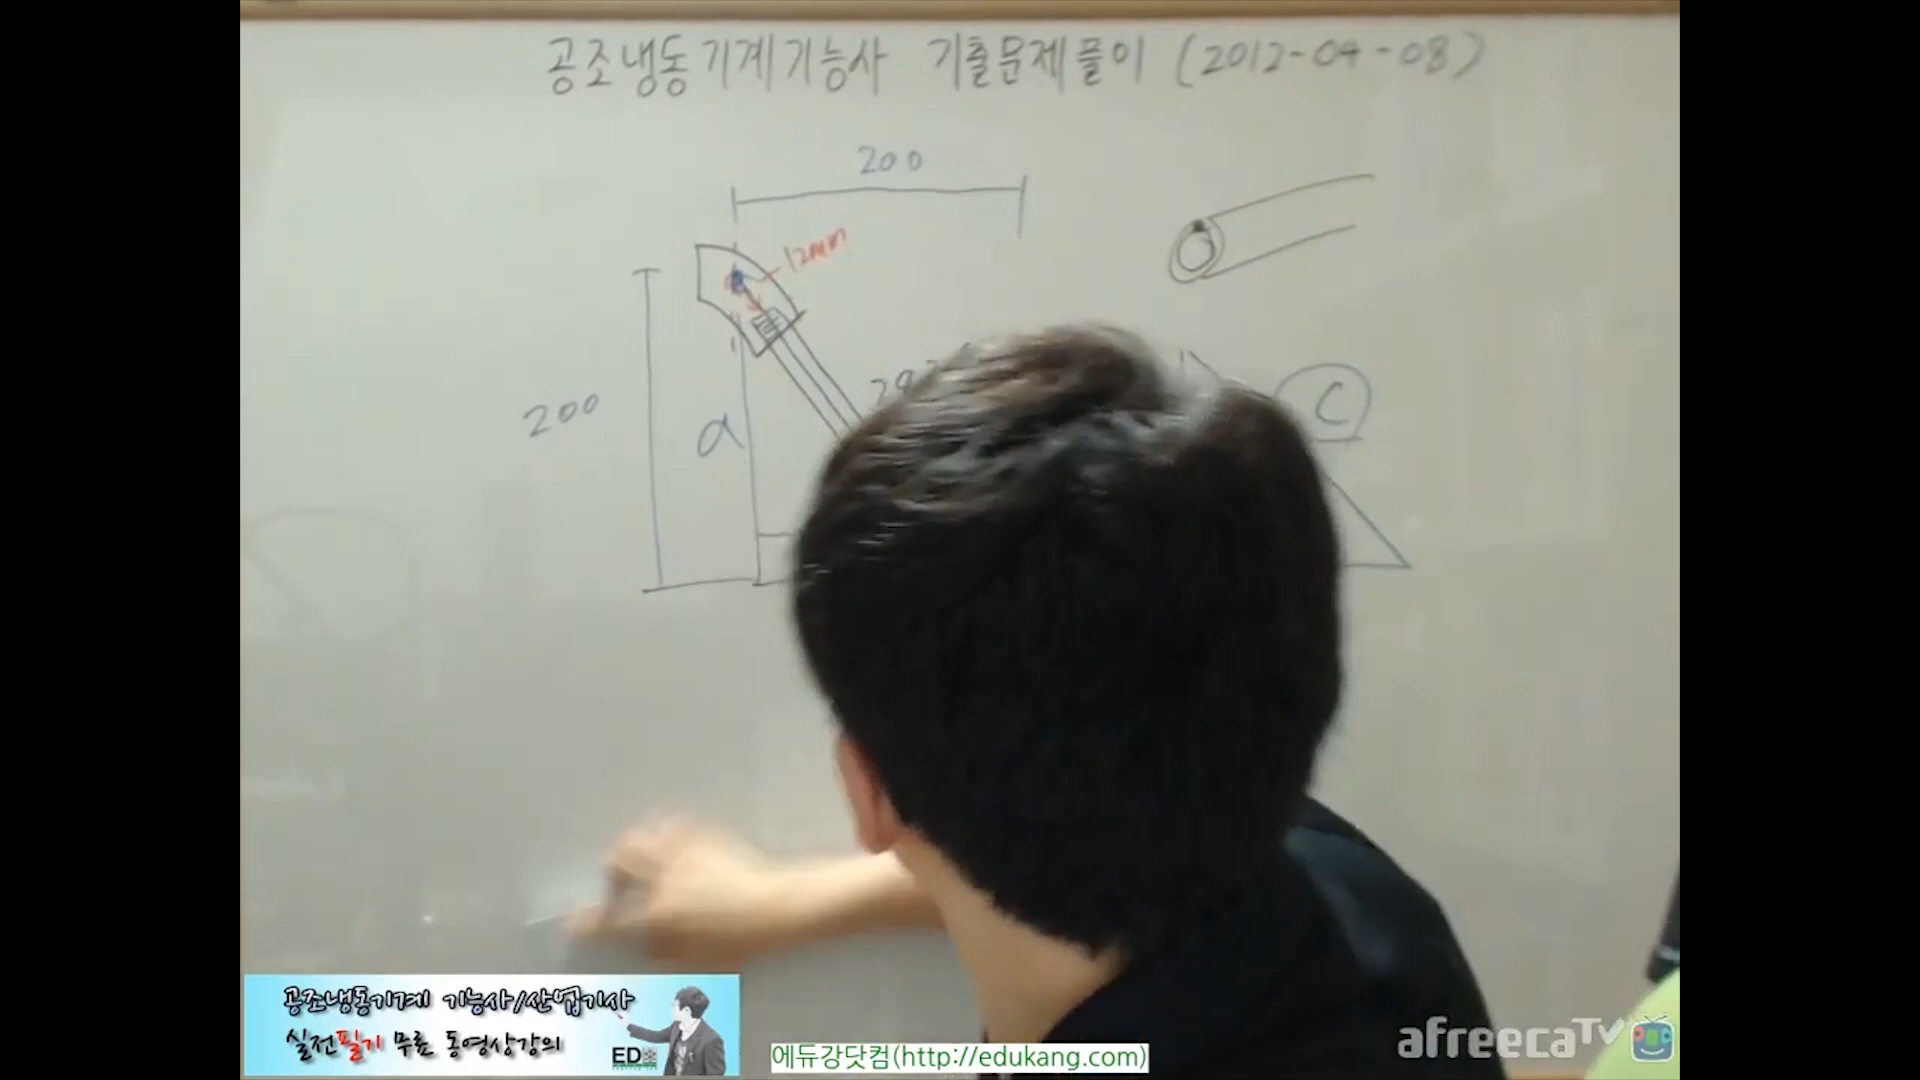 공조냉동기계기능사 기출문제풀이 (2012-04-08)
200
12mm
200
a
C
공조냉동기계 기능사/산업기사
실전필기 무료 동영상강의
에듀강닷컴(http://edukang.com)
afreecaTV